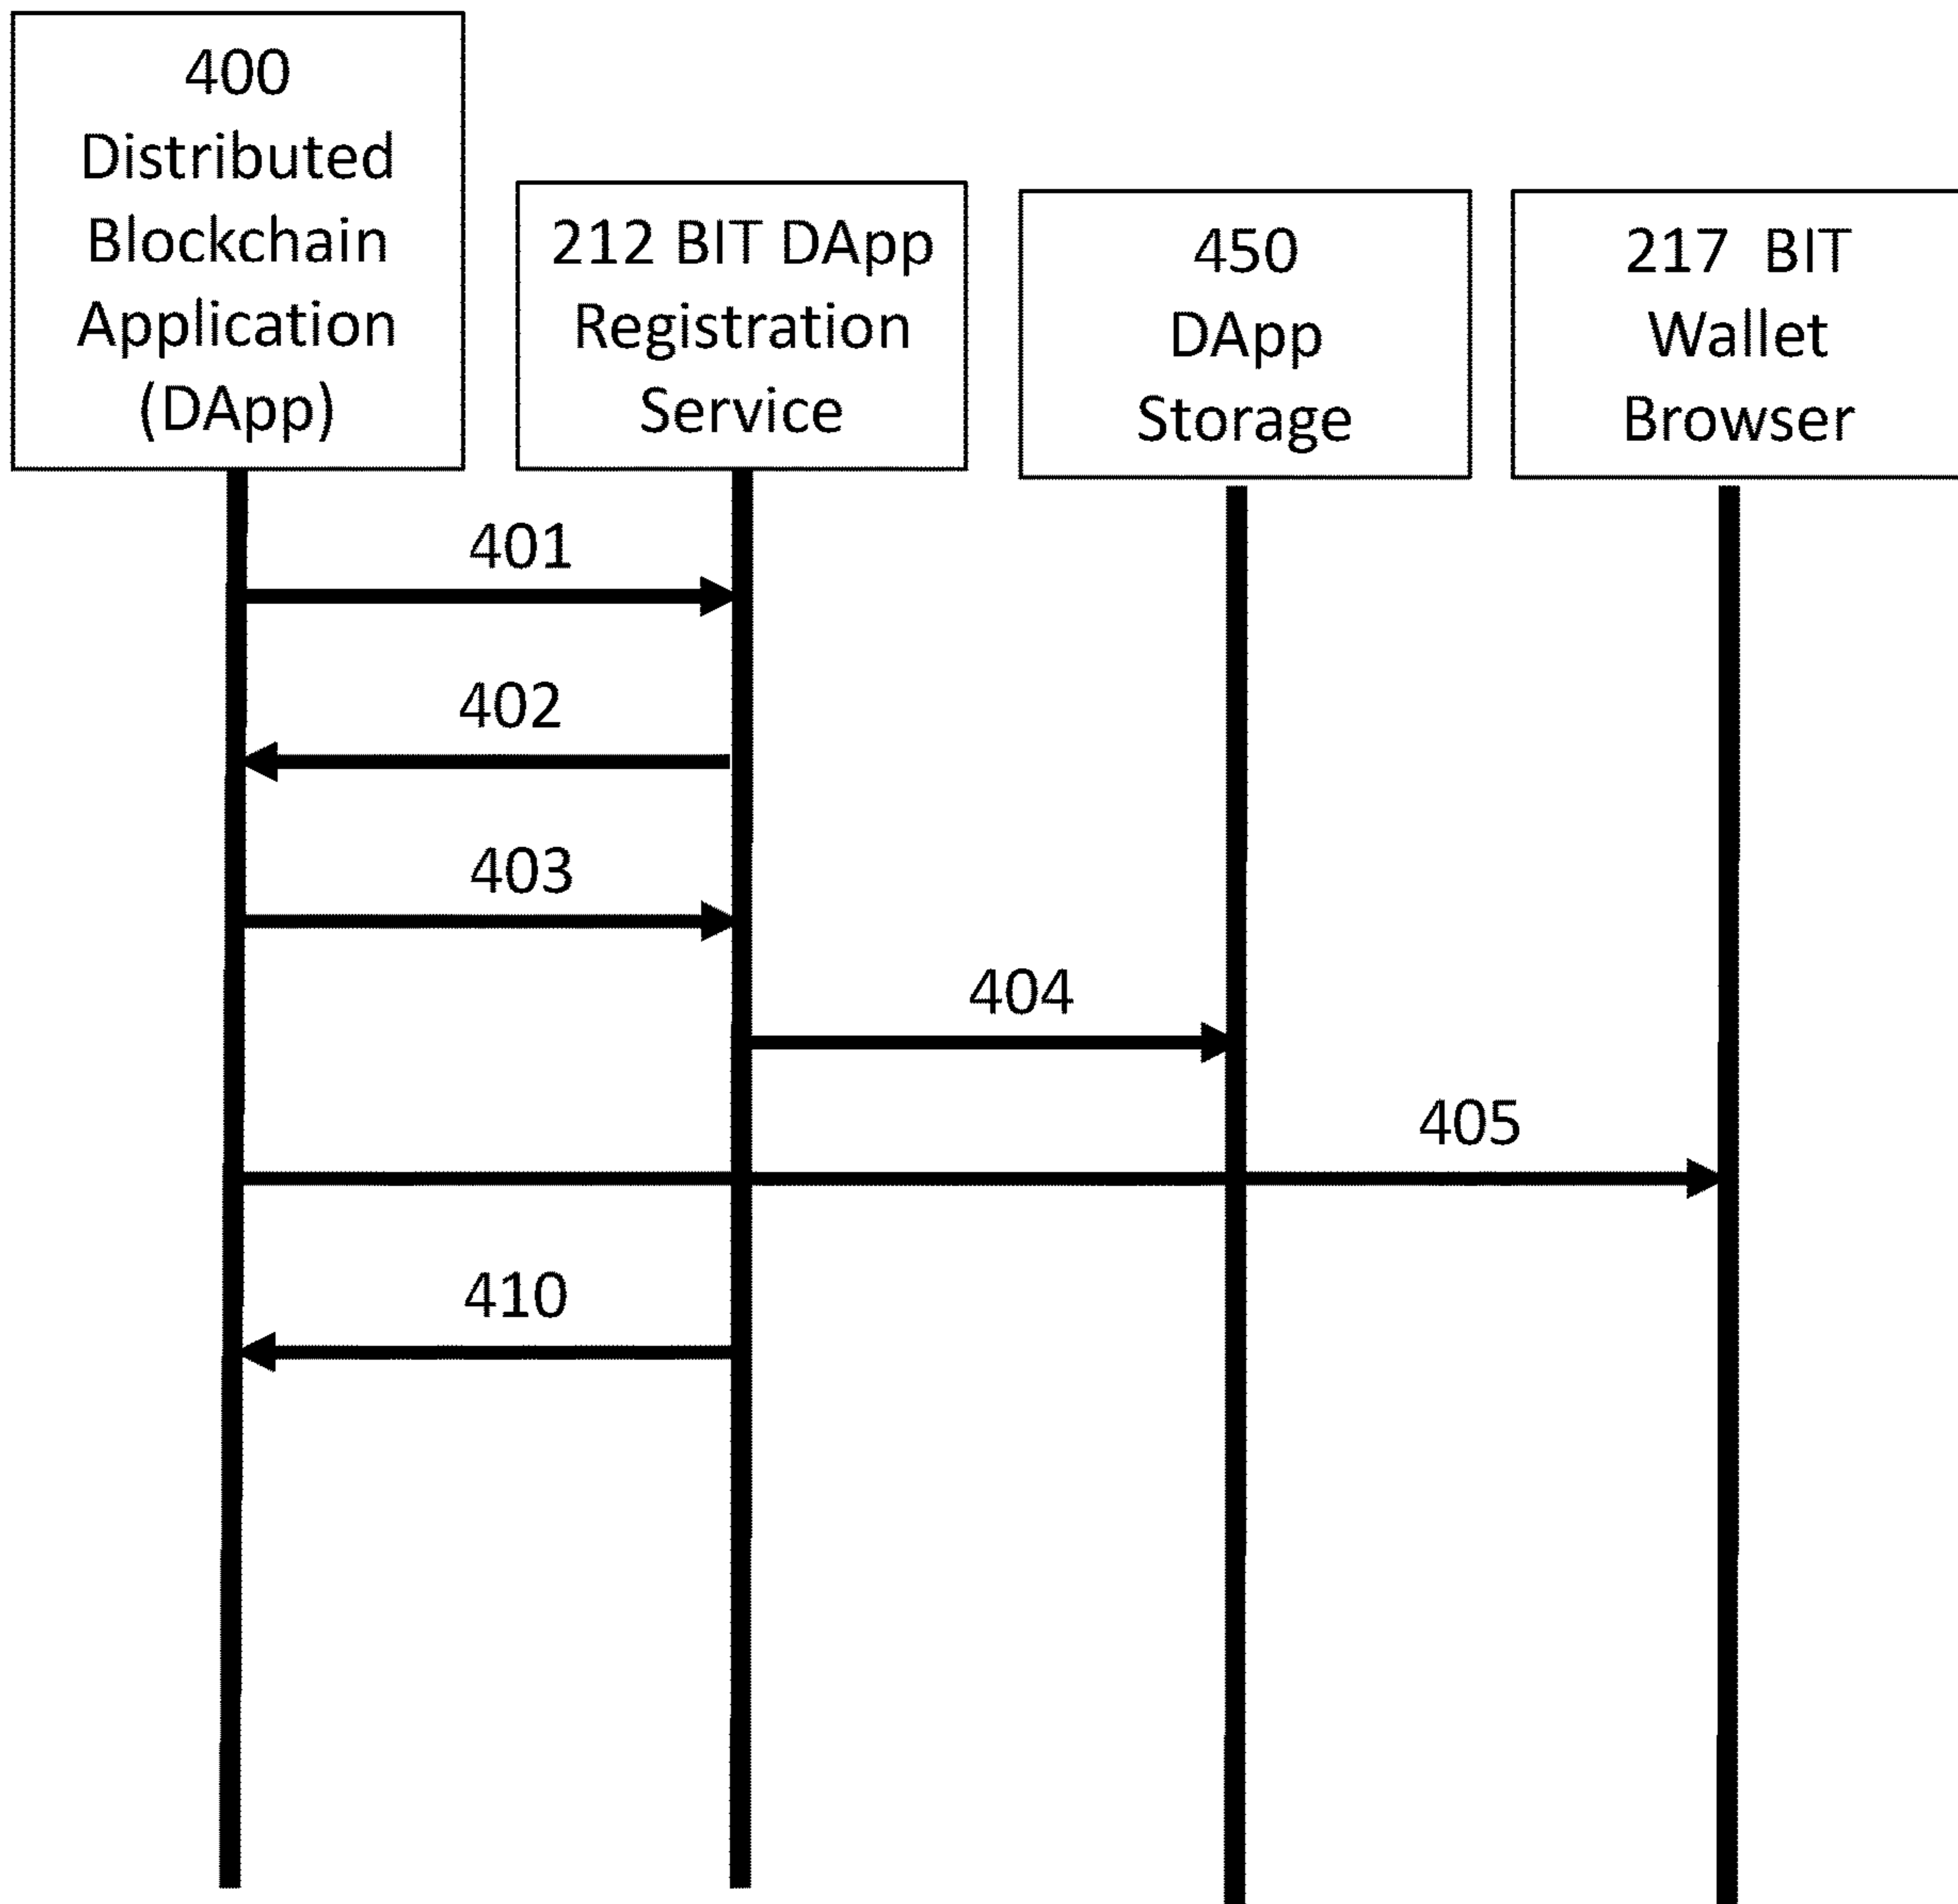 400
Distributed
Blockchain
Application
(DApp)
212 BIT DApp
Registration
Service
450
DApp
Storage
217 BIT
Wallet
Browser
401
402
403
404
405
410